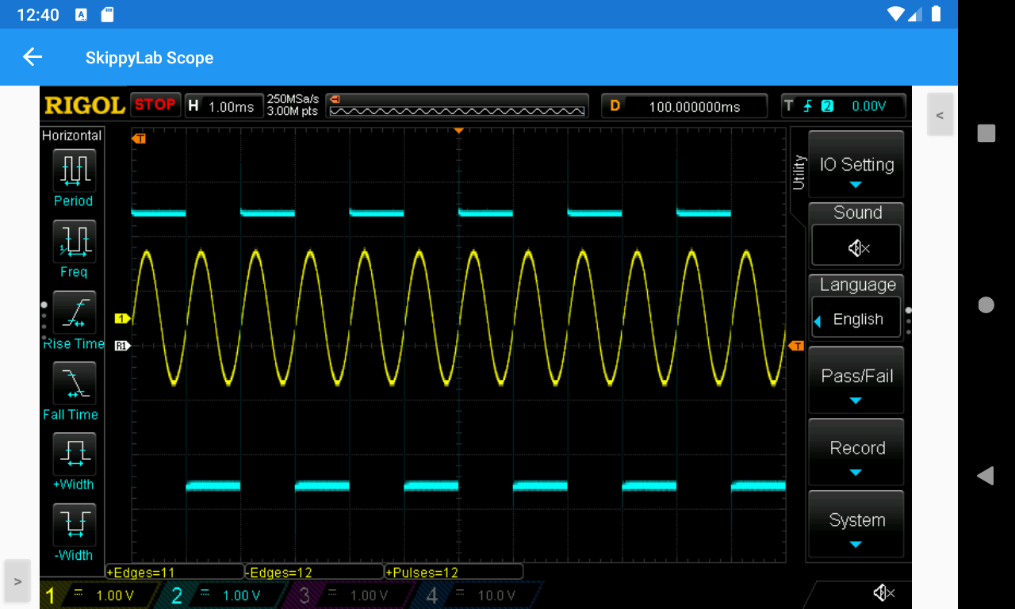 12:40
SkippyLab Scope
RIGOL STOP H 1.00ms 250MSa/s 3.00M pts D 100.000000ms T 2 0.00V
<
Horizontal
Period
Freq
Rise Time
Fall Time
+Width
-Width
T
1
R1
T
Utility
IO Setting
Sound
Language
English
Pass/Fail
Record
System
+Edges=11 -Edges=12 +Pulses=12
>
1 = 1.00 V 2 = 1.00 V 3 = 1.00 V 4 = 10.0 V